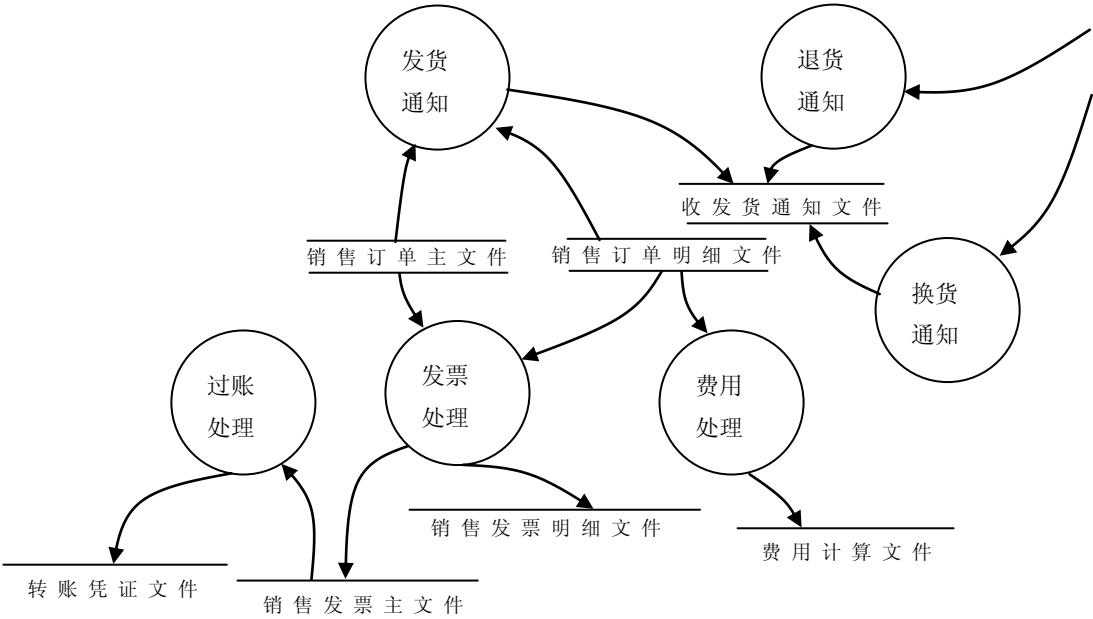 发货
通知
退货
通知
收发货通知文件
销售订单主文件
销售订单明细文件
换货
通知
过账
处理
发票
处理
费用
处理
销售发票明细文件
费用计算文件
转账凭证文件
销售发票主文件